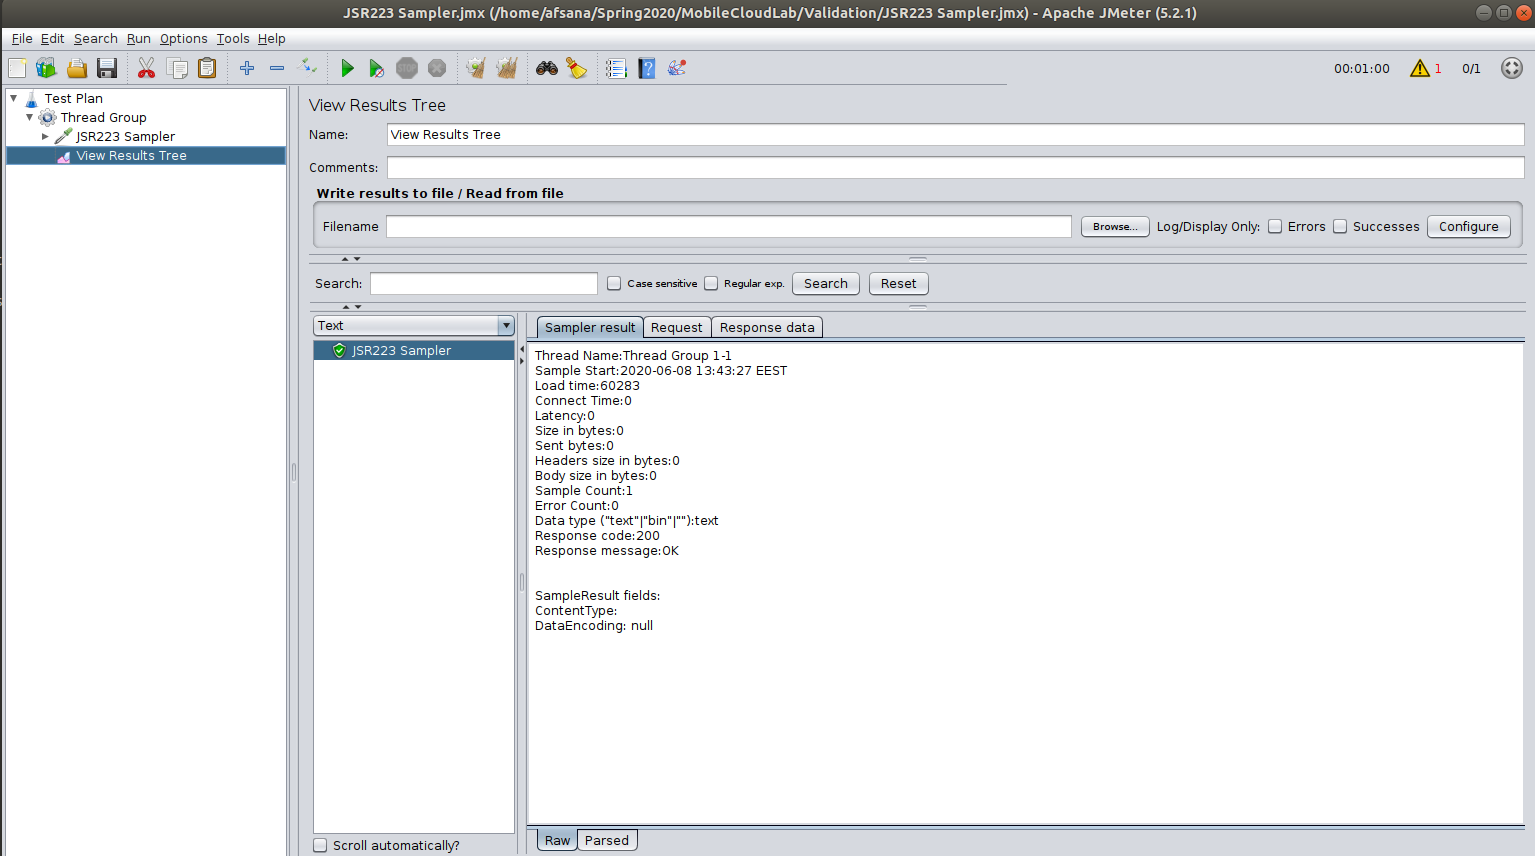 JSR223 Sampler.jmx (/home/afsana/Spring2020/MobileCloudLab/Validation/JSR223 Sampler.jmx) - Apache JMeter (5.2.1)
File Edit Search Run Options Tools Help
STOP
00:01:00 1 0/1
Test Plan
Thread Group
JSR223 Sampler
View Results Tree
View Results Tree
Name: View Results Tree
Comments:
Write results to file / Read from file
Filename Browse... Log/Display Only: Errors Successes Configure
Search: Case sensitive Regular exp. Search Reset
Text
JSR223 Sampler
Scroll automatically?
Sampler result Request Response data
Thread Name:Thread Group 1-1
Sample Start:2020-06-08 13:43:27 EEST
Load time:60283
Connect Time:0
Latency:0
Size in bytes:0
Sent bytes:0
Headers size in bytes:0
Body size in bytes:0
Sample Count:1
Error Count:0
Data type ("text"|"bin"|""):text
Response code:200
Response message:OK
SampleResult fields:
ContentType:
DataEncoding: null
Raw Parsed